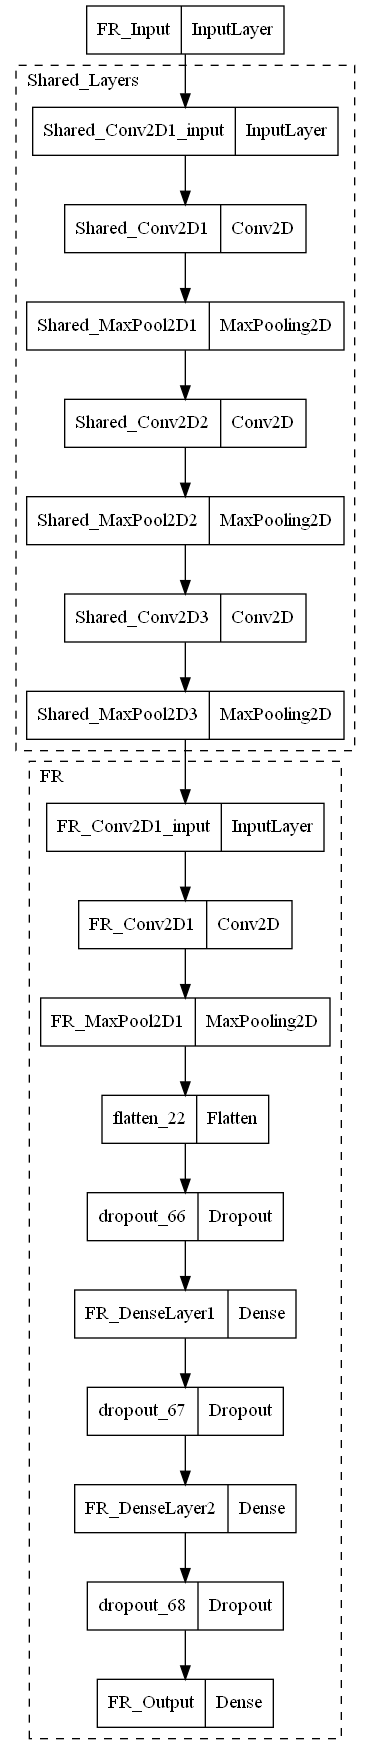 FR_Input InputLayer
Shared_Layers
Shared_Conv2D1_input InputLayer
Shared_Conv2D1 Conv2D
Shared_MaxPool2D1 MaxPooling2D
Shared_Conv2D2 Conv2D
Shared_MaxPool2D2 MaxPooling2D
Shared_Conv2D3 Conv2D
Shared_MaxPool2D3 MaxPooling2D
FR
FR_Conv2D1_input InputLayer
FR_Conv2D1 Conv2D
FR_MaxPool2D1 MaxPooling2D
flatten_22 Flatten
dropout_66 Dropout
FR_DenseLayer1 Dense
dropout_67 Dropout
FR_DenseLayer2 Dense
dropout_68 Dropout
FR_Output Dense